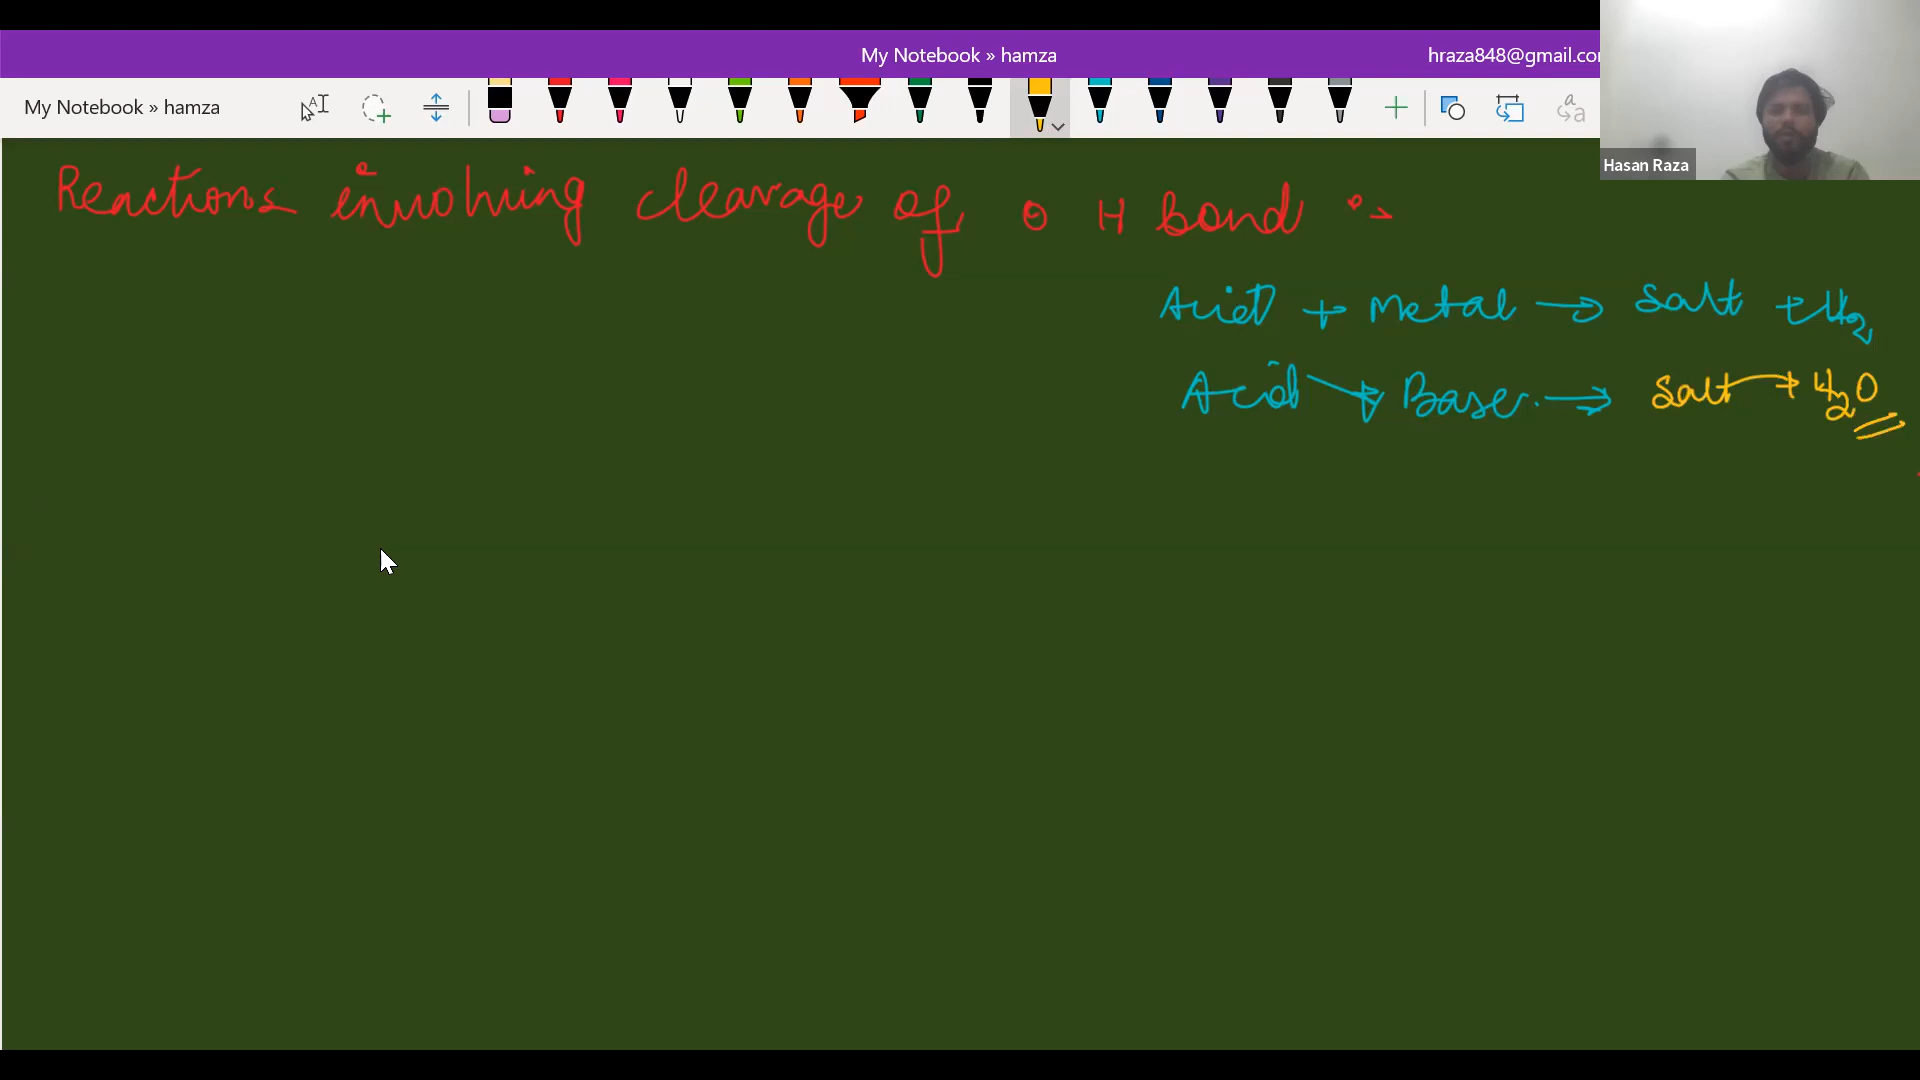 My Notebook » hamza
hraza848@gmail.co
My Notebook » hamza
Hasan Raza
Reactions involving cleavage of O H bond :-
Acid + Metal → Salt + H2
Acid + Base → Salt + H2O